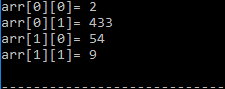 arr[0][0]= 2
arr[0][1]= 433
arr[1][0]= 54
arr[1][1]= 9
--------------------------------